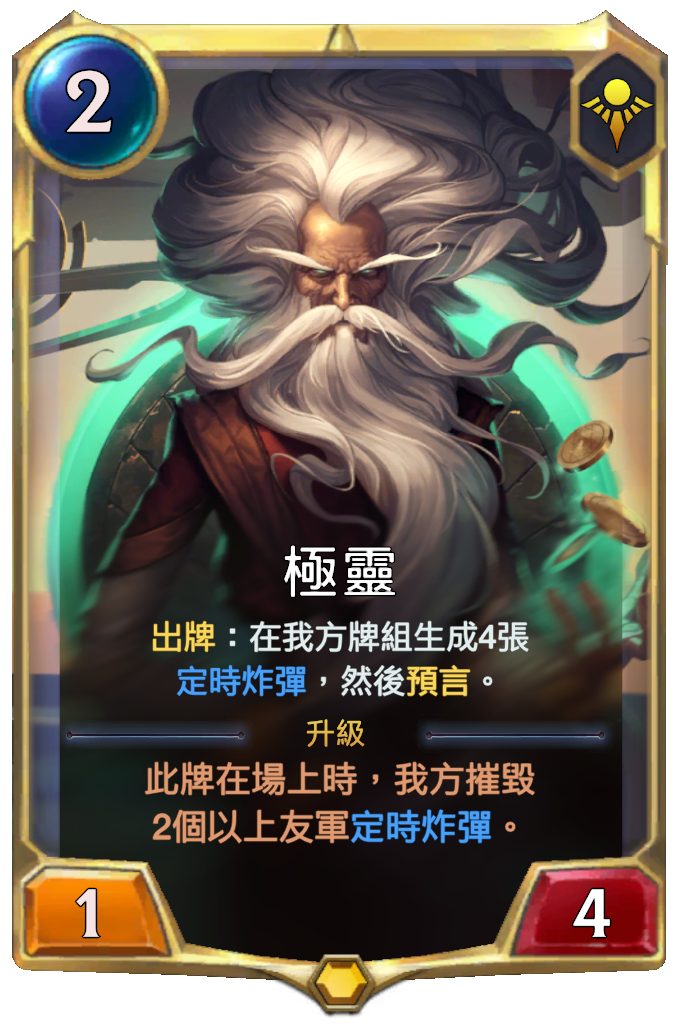 2
極靈
出牌：在我方牌組生成4張
定時炸彈，然後預言。
升級
此牌在場上時，我方摧毀
2個以上友軍定時炸彈。
1
4